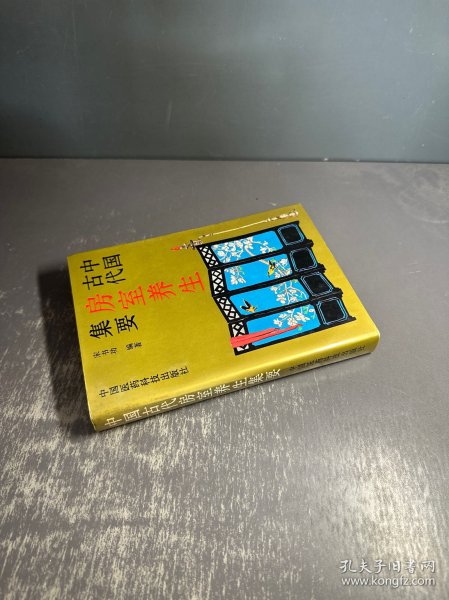 中国
古代
房室养生
集要
宋书功 编著
中国医药科技出版社
中国古代房室养生集要
中国医药科技出版社
孔夫子旧书网
www.kongfz.com